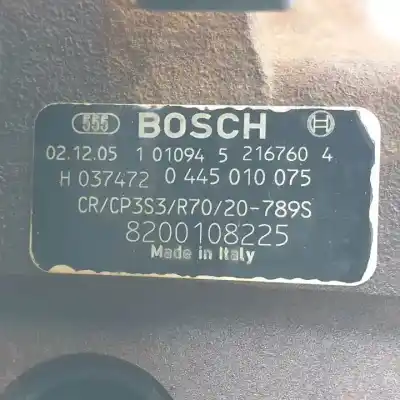 555 BOSCH
02.12.05 1 01094 5 216760 4
H 037472 0 445 010 075
CR/CP3S3/R70/20-789S
8200108225
Made in Italy